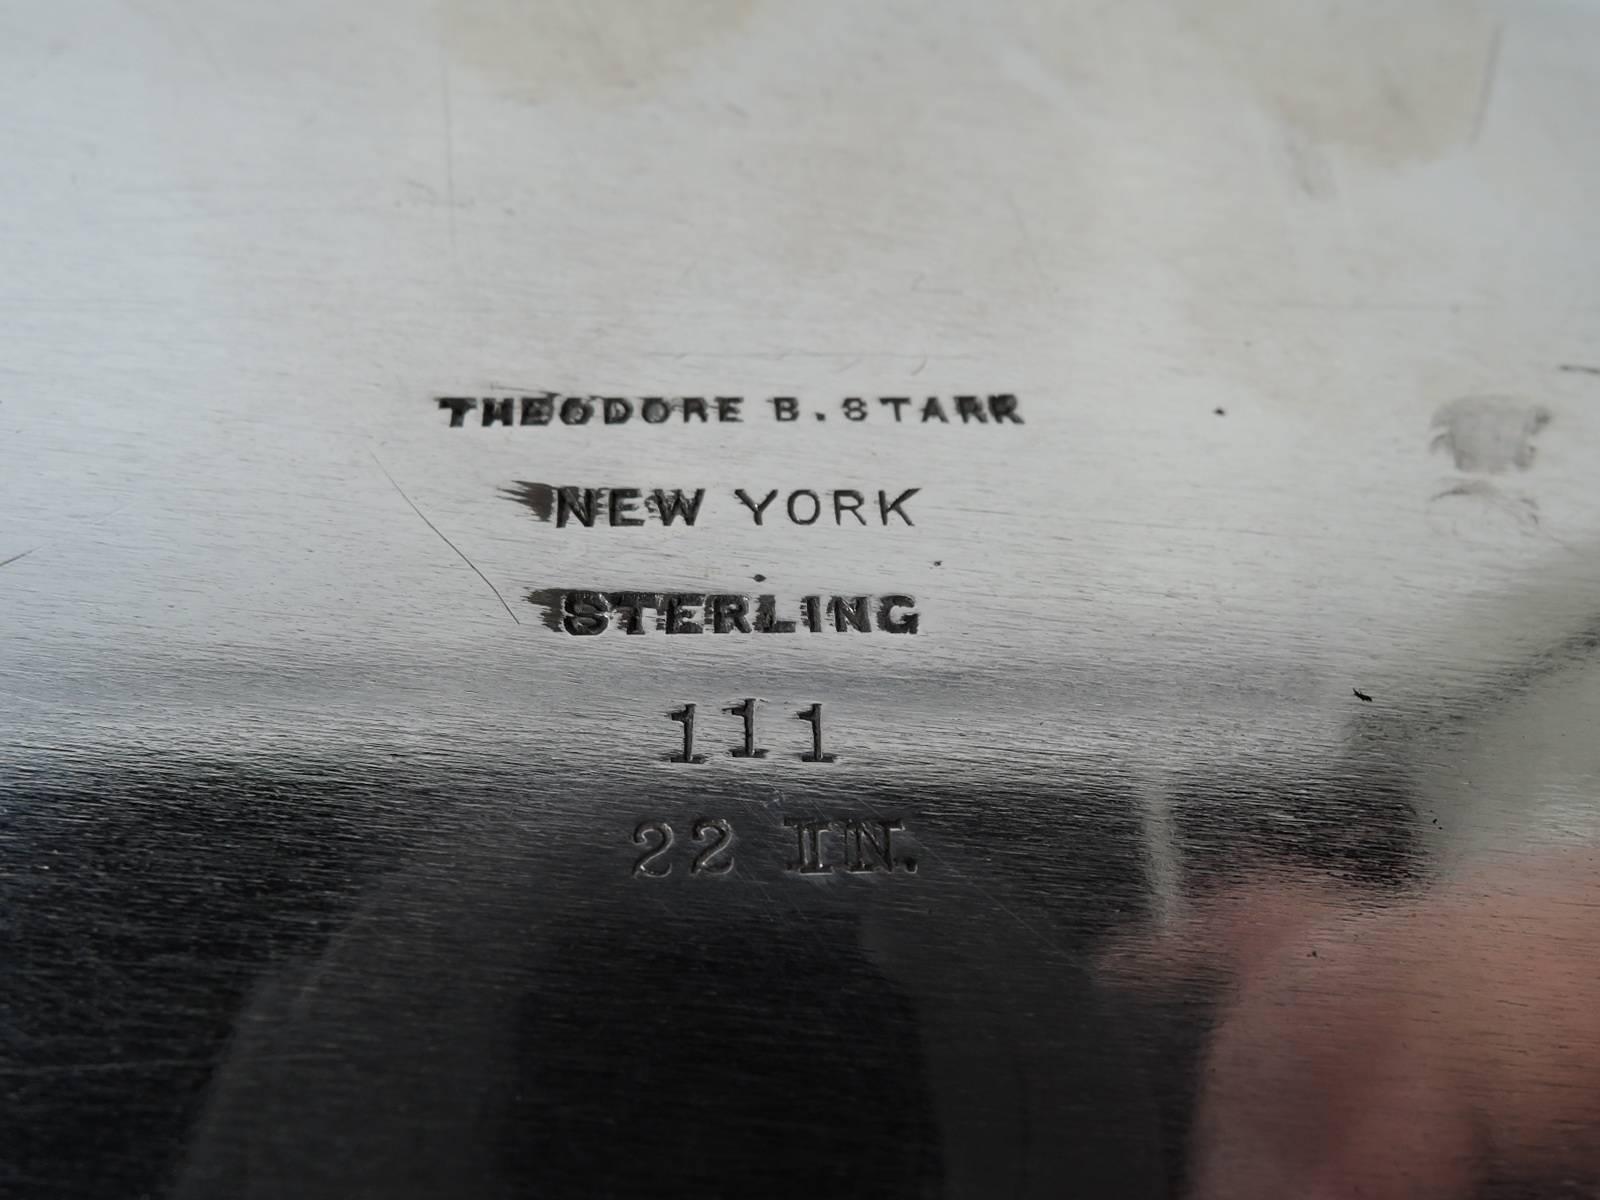 THEODORE B. STARR
NEW YORK
STERLING
111
22 IN.